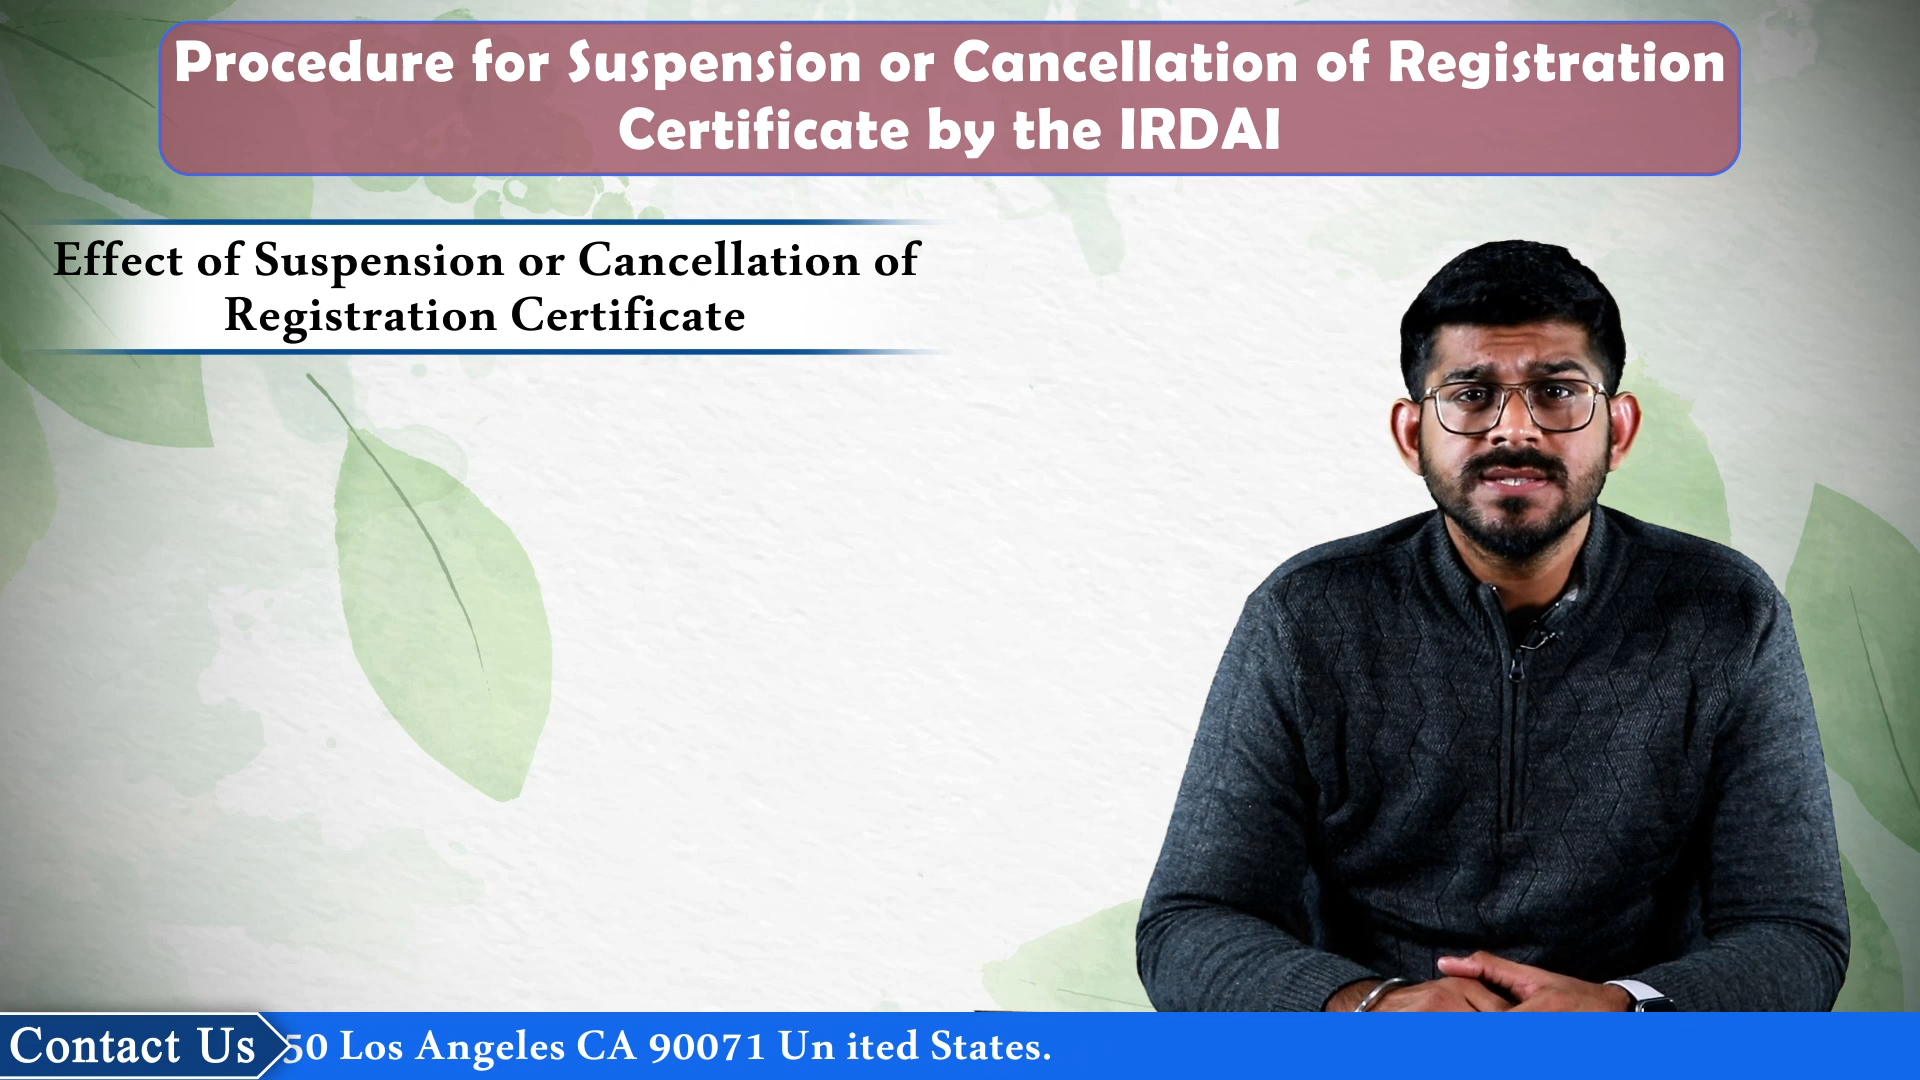 Procedure for Suspension or Cancellation of Registration
Certificate by the IRDAI
Effect of Suspension or Cancellation of
Registration Certificate
Contact Us
50 Los Angeles CA 90071 Un ited States.